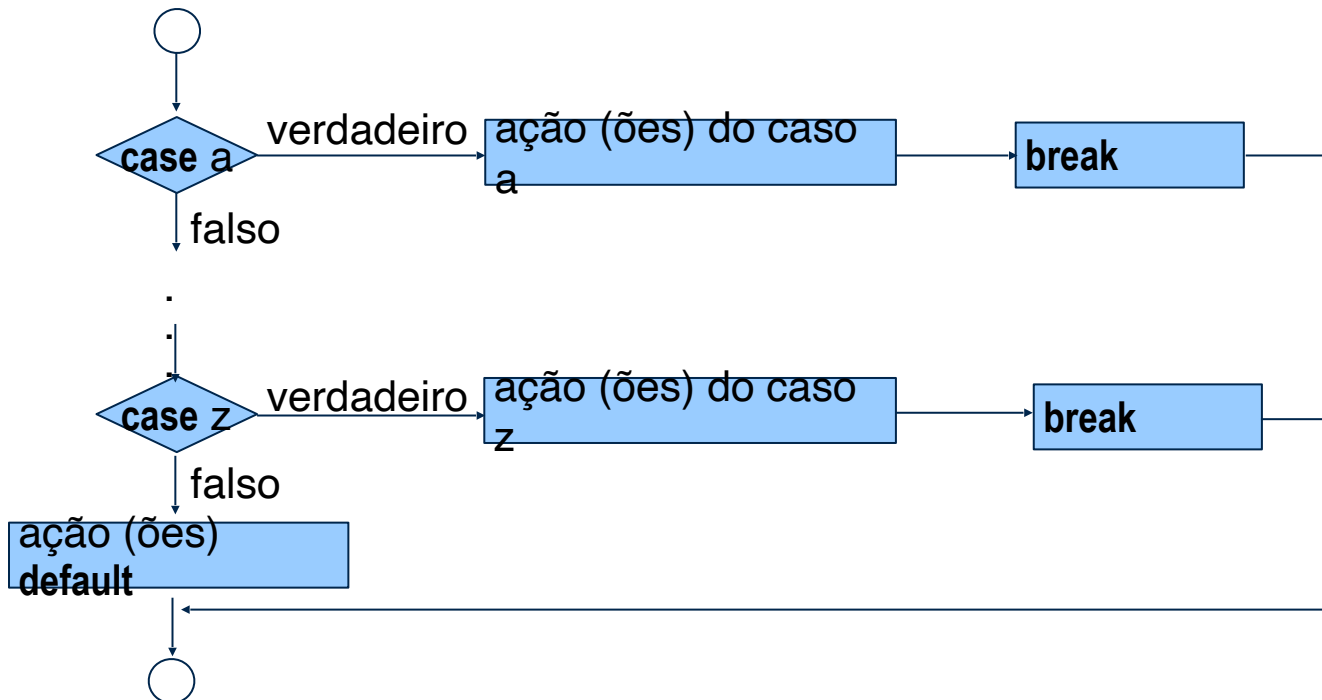 verdadeiro
ação (ões) do caso
a
case a
break
falso
.
.
.
verdadeiro
ação (ões) do caso
z
case z
break
falso
ação (ões)
default